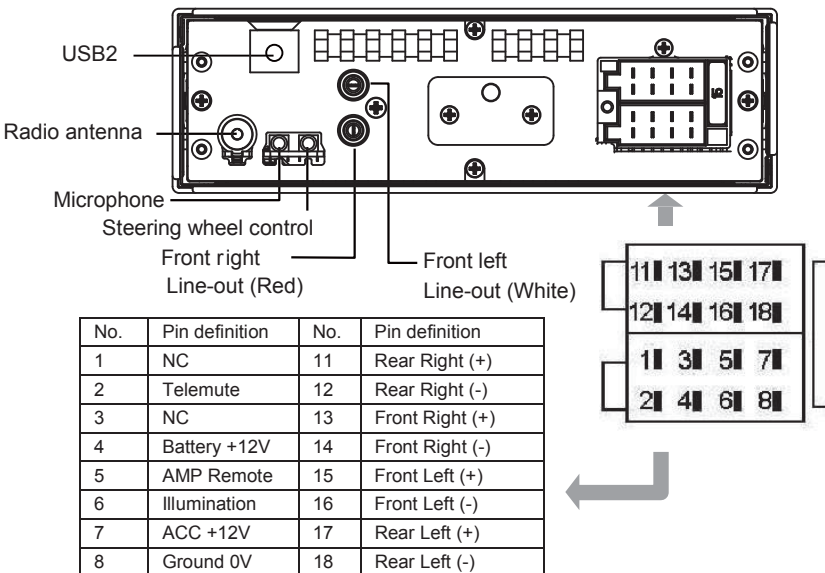 USB2
Radio antenna
Microphone
Steering wheel control
Front right
Line-out (Red)
Front left
Line-out (White)
11 13 15 17
12 14 16 18
1 3 5 7
2 4 6 8
No. Pin definition No. Pin definition
1 NC 11 Rear Right (+)
2 Telemute 12 Rear Right (-)
3 NC 13 Front Right (+)
4 Battery +12V 14 Front Right (-)
5 AMP Remote 15 Front Left (+)
6 Illumination 16 Front Left (-)
7 ACC +12V 17 Rear Left (+)
8 Ground 0V 18 Rear Left (-)